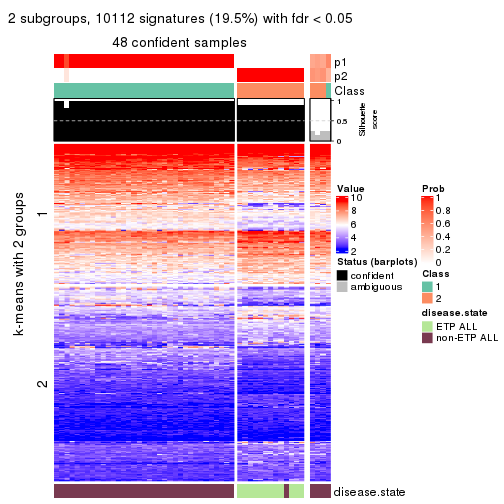 2 subgroups, 10112 signatures (19.5%) with fdr < 0.05
48 confident samples
p1
p2
Class
1
0.5
0
Silhouette
score
k-means with 2 groups
1
2
disease.state
Value
10
8
6
4
2
Status (barplots)
confident
ambiguous
Prob
1
0.8
0.6
0.4
0.2
0
Class
1
2
disease.state
ETP ALL
non-ETP ALL